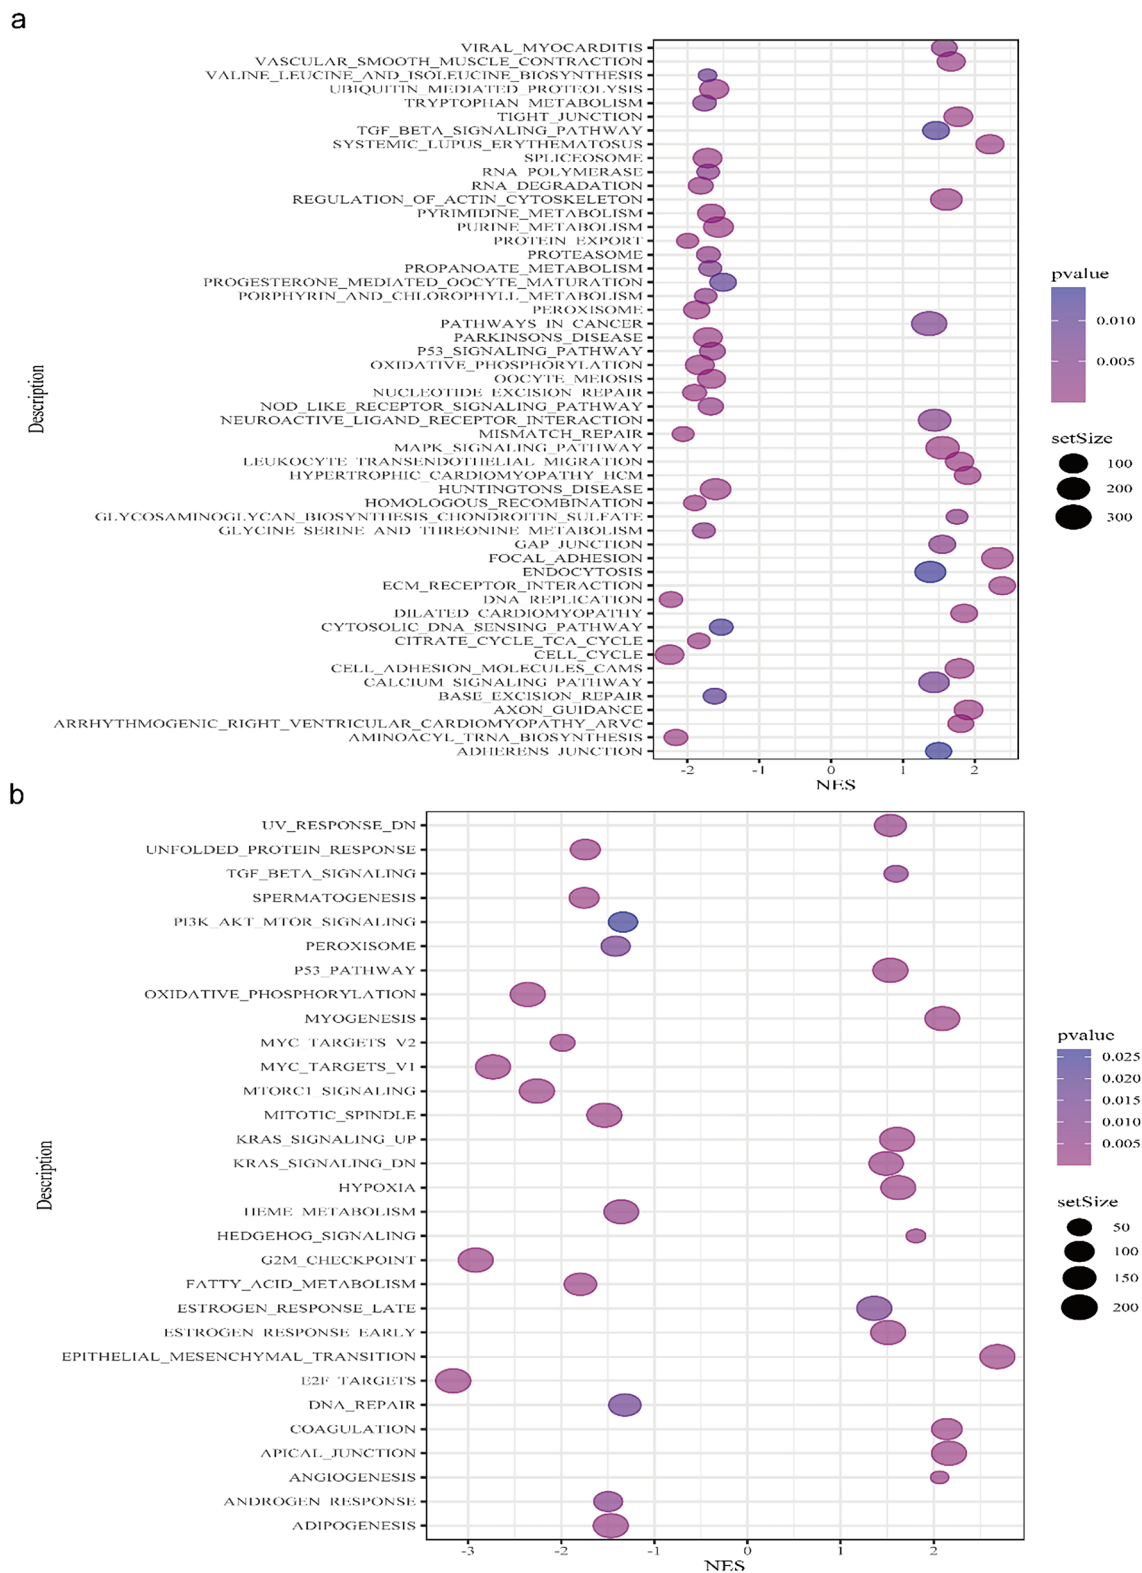 a
VIRAL_MYOCARDITIS
VASCULAR_SMOOTH_MUSCLE_CONTRACTION
VALINE_LEUCINE_AND_ISOLEUCINE_BIOSYNTHESIS
UBIQUITIN_MEDIATED_PROTEOLYSIS
TRYPTOPHAN_METABOLISM
TIGHT_JUNCTION
TGF_BETA_SIGNALING_PATHWAY
SYSTEMIC_LUPUS_ERYTHEMATOSUS
SPLICEOSOME
RNA_POLYMERASE
RNA_DEGRADATION
REGULATION_OF_ACTIN_CYTOSKELETON
PYRIMIDINE_METABOLISM
PURINE_METABOLISM
PROTEIN_EXPORT
PROTEASOME
PROPANOATE_METABOLISM
PROGESTERONE_MEDIATED_OOCYTE_MATURATION
PORPHYRIN_AND_CHLOROPHYLL_METABOLISM
PEROXISOME
PATHWAYS_IN_CANCER
PARKINSONS_DISEASE
P53_SIGNALING_PATHWAY
OXIDATIVE_PHOSPHORYLATION
OOCYTE_MEIOSIS
NUCLEOTIDE_EXCISION_REPAIR
NOD_LIKE_RECEPTOR_SIGNALING_PATHWAY
NEUROACTIVE_LIGAND_RECEPTOR_INTERACTION
MISMATCH_REPAIR
MAPK_SIGNALING_PATHWAY
LEUKOCYTE_TRANSENDOTHELIAL_MIGRATION
HYPERTROPHIC_CARDIOMYOPATHY_HCM
HUNTINGTONS_DISEASE
HOMOLOGOUS_RECOMBINATION
GLYCOSAMINOGLYCAN_BIOSYNTHESIS_CHONDROITIN_SULFATE
GLYCINE_SERINE_AND_THREONINE_METABOLISM
GAP_JUNCTION
FOCAL_ADHESION
ENDOCYTOSIS
ECM_RECEPTOR_INTERACTION
DNA_REPLICATION
DILATED_CARDIOMYOPATHY
CYTOSOLIC_DNA_SENSING_PATHWAY
CITRATE_CYCLE_TCA_CYCLE
CELL_CYCLE
CELL_ADHESION_MOLECULES_CAMS
CALCIUM_SIGNALING_PATHWAY
BASE_EXCISION_REPAIR
AXON_GUIDANCE
ARRHYTHMOGENIC_RIGHT_VENTRICULAR_CARDIOMYOPATHY_ARVC
AMINOACYL_TRNA_BIOSYNTHESIS
ADHERENS_JUNCTION
Description
-2 -1 0 1 2
NES
pvalue
0.010
0.005
setSize
100
200
300
b
UV_RESPONSE_DN
UNFOLDED_PROTEIN_RESPONSE
TGF_BETA_SIGNALING
SPERMATOGENESIS
PI3K_AKT_MTOR_SIGNALING
PEROXISOME
P53_PATHWAY
OXIDATIVE_PHOSPHORYLATION
MYOGENESIS
MYC_TARGETS_V2
MYC_TARGETS_V1
MTORC1_SIGNALING
MITOTIC_SPINDLE
KRAS_SIGNALING_UP
KRAS_SIGNALING_DN
HYPOXIA
HEME_METABOLISM
HEDGEHOG_SIGNALING
G2M_CHECKPOINT
FATTY_ACID_METABOLISM
ESTROGEN_RESPONSE_LATE
ESTROGEN_RESPONSE_EARLY
EPITHELIAL_MESENCHYMAL_TRANSITION
E2F_TARGETS
DNA_REPAIR
COAGULATION
APICAL_JUNCTION
ANGIOGENESIS
ANDROGEN_RESPONSE
ADIPOGENESIS
Description
-3 -2 -1 0 1 2
NES
pvalue
0.025
0.020
0.015
0.010
0.005
setSize
50
100
150
200